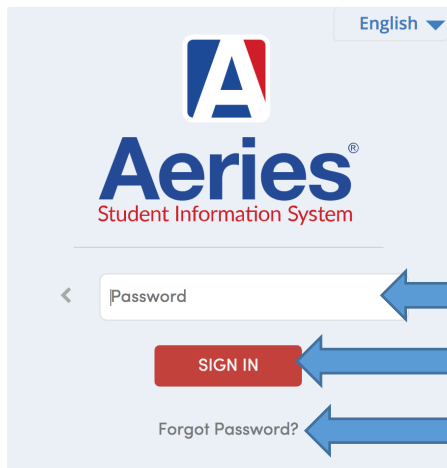 English
Aeries®
Student Information System
Password
SIGN IN
Forgot Password?